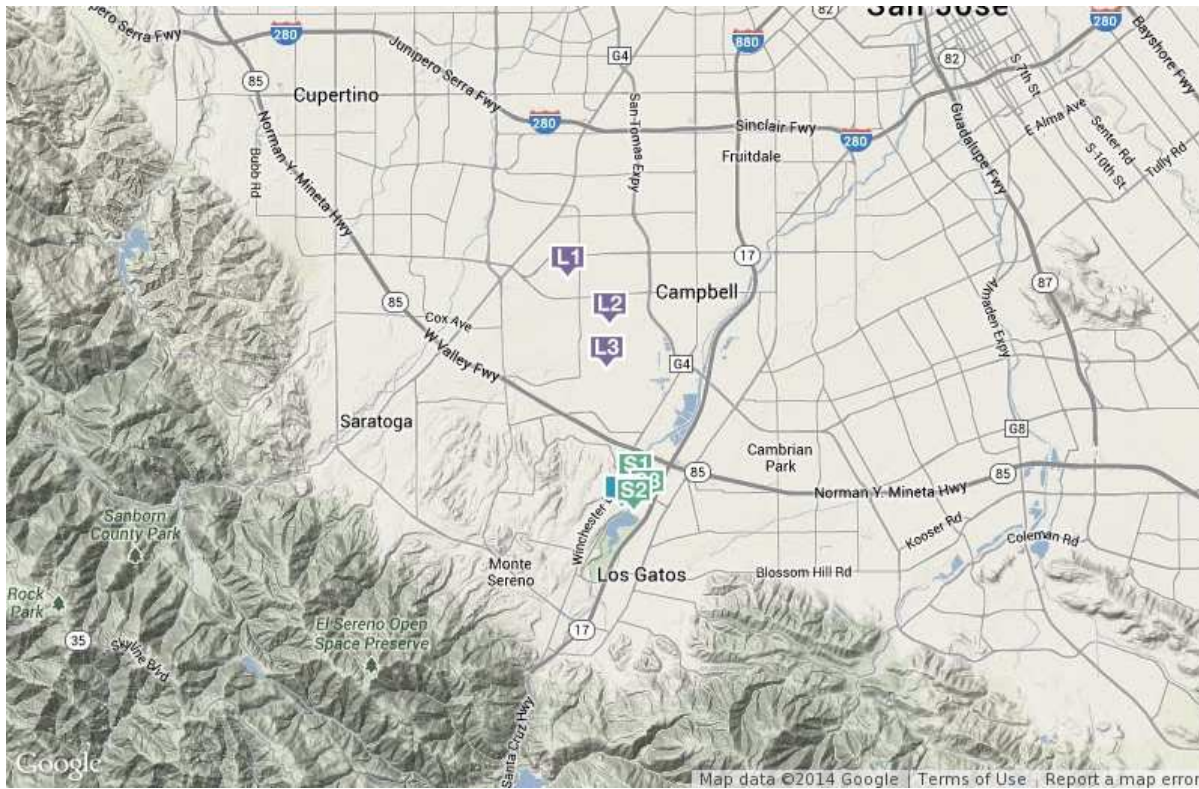 San Jose
82
Junipero Serra Fwy
280
880
280
Bayshore Fwy
Junipero Serra Fwy
G4
82
S 7th St
85
Cupertino
San Tomas Expy
Guadalupe Fwy
E Alma Ave
Senter Rd
280
Sinclair Fwy
280
Tully Rd
Norman Y. Mineta Hwy
Bubb Rd
Fruitdale
S 10th St
L1
17
87
85
L2
Campbell
Almaden Expy
Cox Ave
L3
W Valley Fwy
G4
Saratoga
G8
Cambrian
Park
S1
85
85
S2
Norman Y. Mineta Hwy
Winchester
Sanborn
County Park
Kooser Rd
Coleman Rd
Monte
Sereno
Los Gatos
Blossom Hill Rd
Rock
Park
El Sereno Open
Space Preserve
17
35
Skyline Blvd
Santa Cruz Hwy
Google
Map data ©2014 Google
Terms of Use
Report a map error